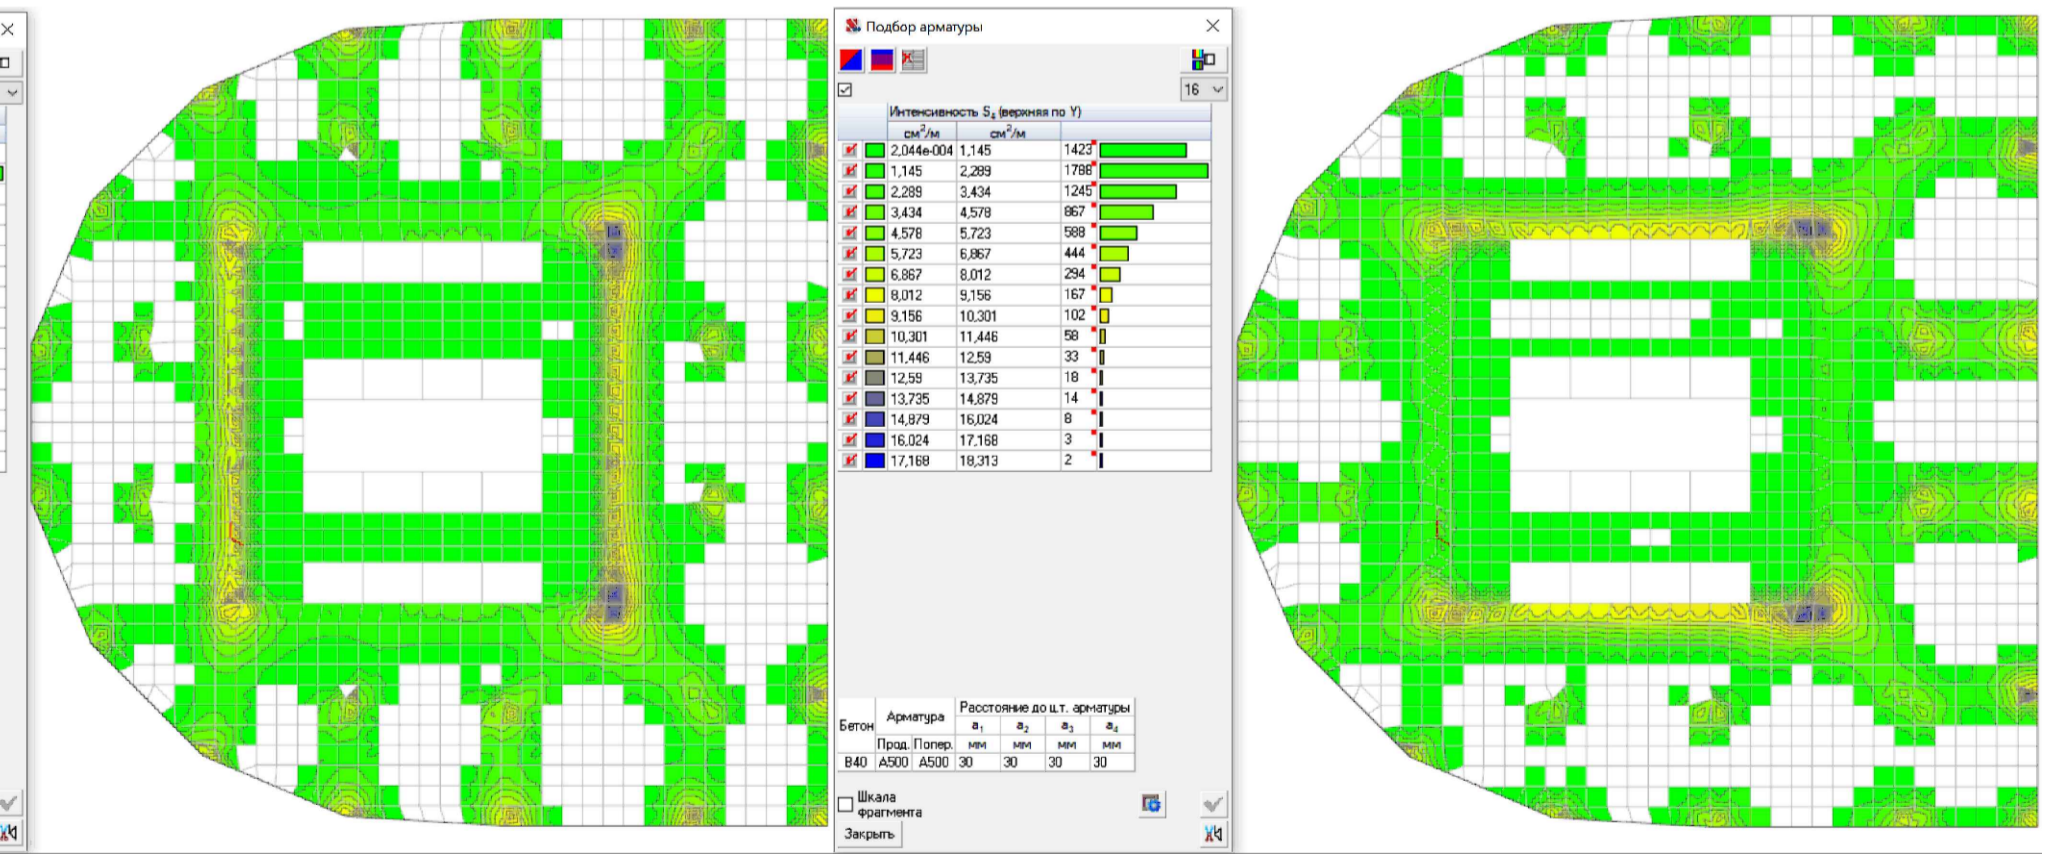 Подбор арматуры
16
Интенсивность S₄ (верхняя по Y)
см²/м см²/м
2,044e-004 1,145 1423
1,145 2,289 1788
2,289 3,434 1245
3,434 4,578 867
4,578 5,723 588
5,723 6,867 444
6,867 8,012 294
8,012 9,156 167
9,156 10,301 102
10,301 11,446 58
11,446 12,59 33
12,59 13,735 18
13,735 14,879 14
14,879 16,024 8
16,024 17,168 3
17,168 18,313 2
Бетон Арматура Расстояние до ц.т. арматуры
a₁ a₂ a₃ a₄
Прод. Попер. мм мм мм мм
B40 A500 A500 30 30 30 30
Шкала
фрагмента
Закрыть